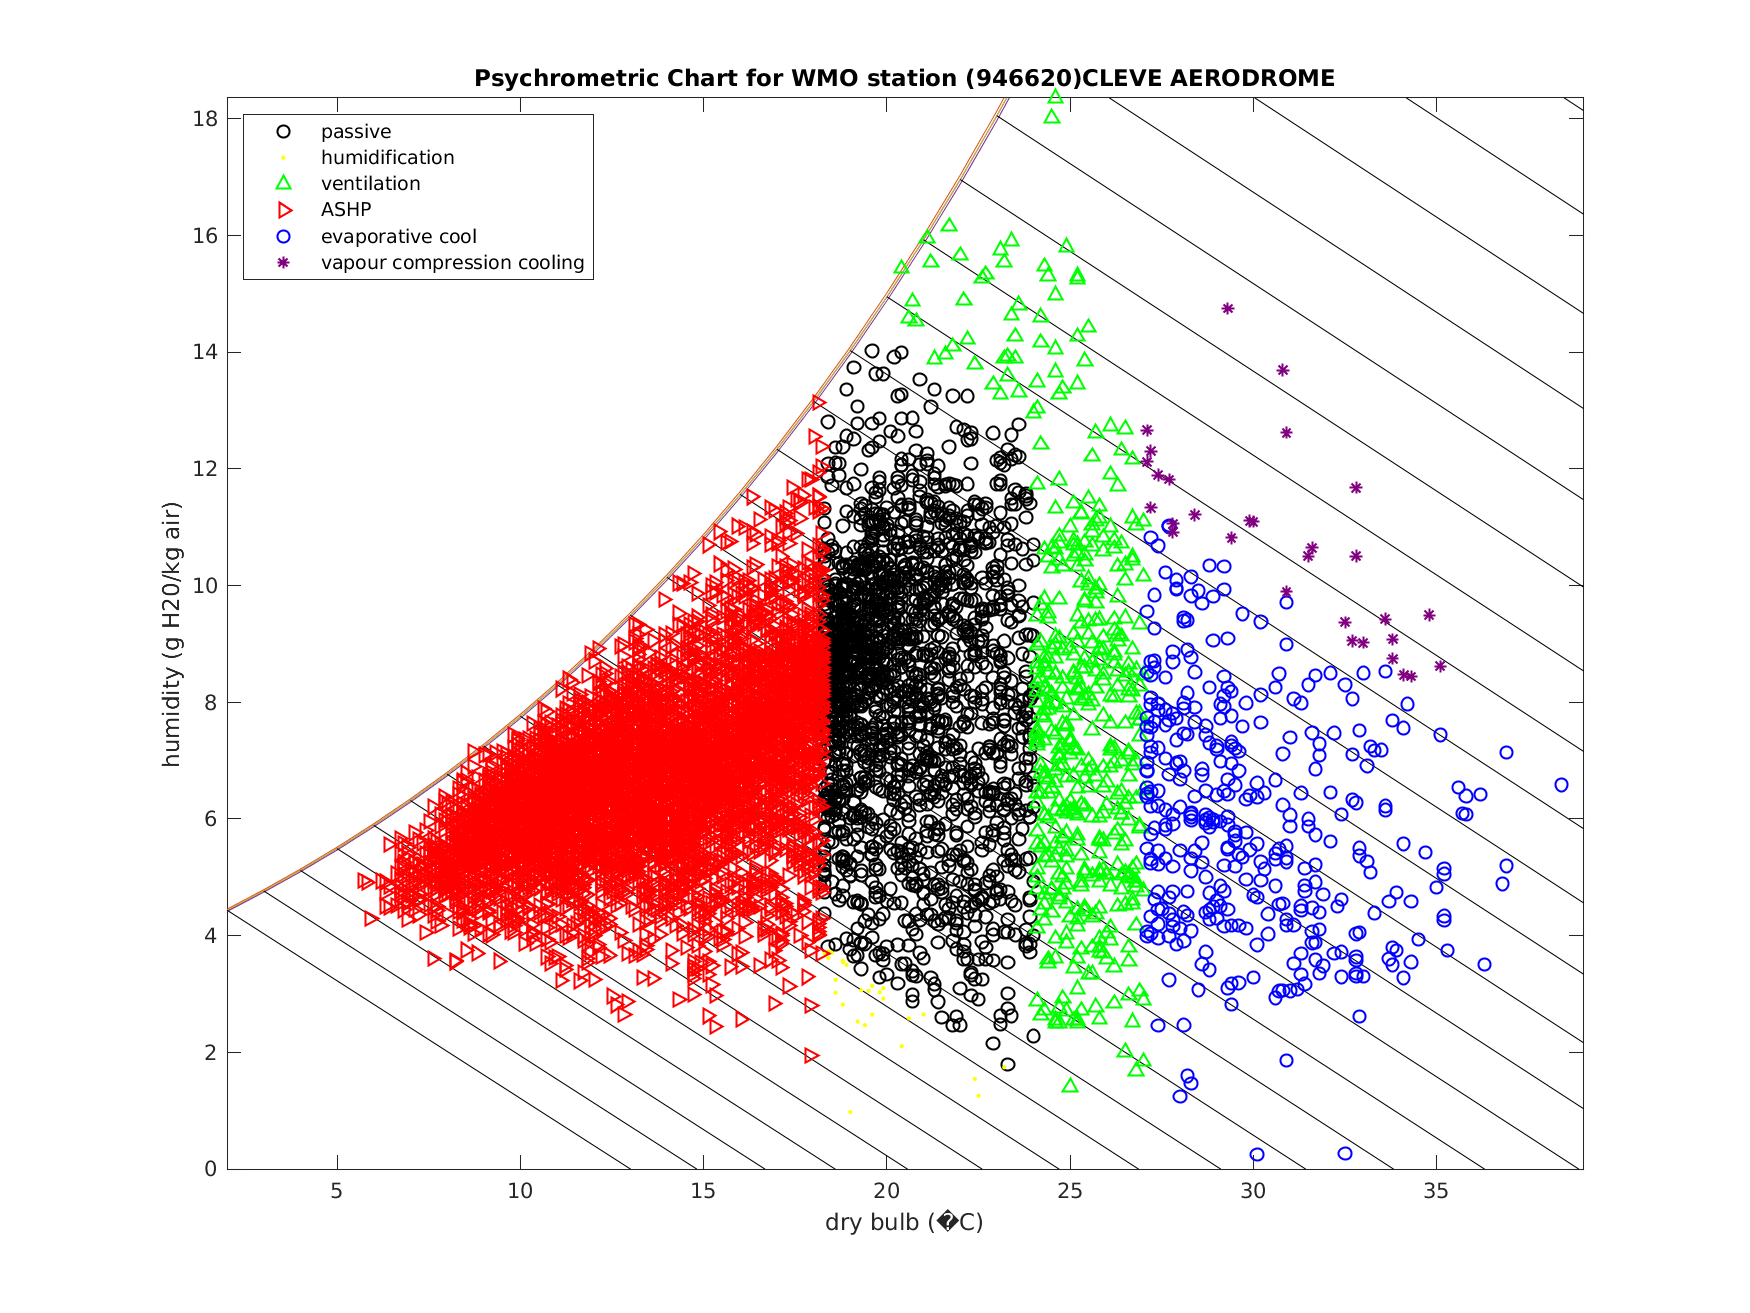 Psychrometric Chart for WMO station (946620)CLEVE AERODROME
passive
humidification
ventilation
ASHP
evaporative cool
vapour compression cooling
18
16
14
12
10
8
6
4
2
0
humidity (g H20/kg air)
5 10 15 20 25 30 35
dry bulb (�C)